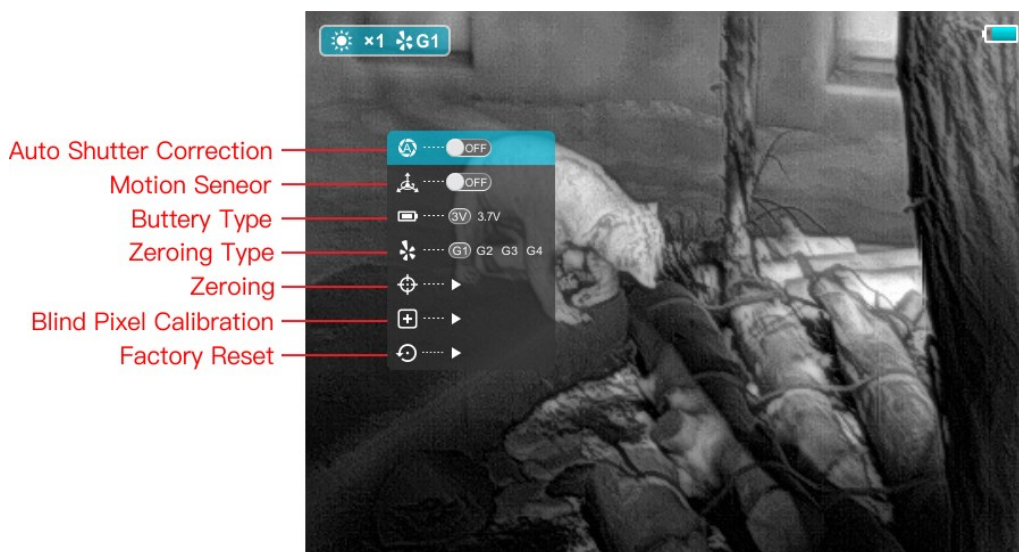 ×1 G1
Auto Shutter Correction OFF
Motion Seneor OFF
Buttery Type 3V 3.7V
Zeroing Type G1 G2 G3 G4
Zeroing
Blind Pixel Calibration
Factory Reset